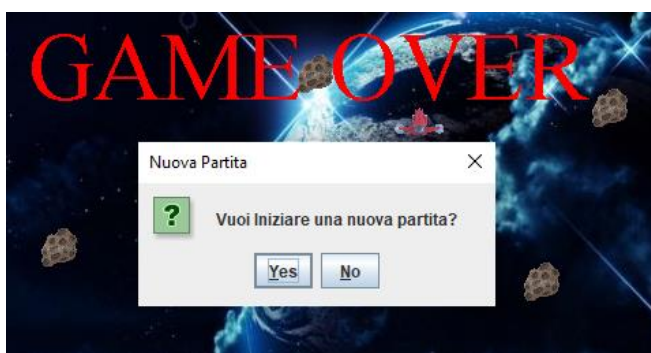 GAME OVER
Nuova Partita
?
Vuoi Iniziare una nuova partita?
Yes No